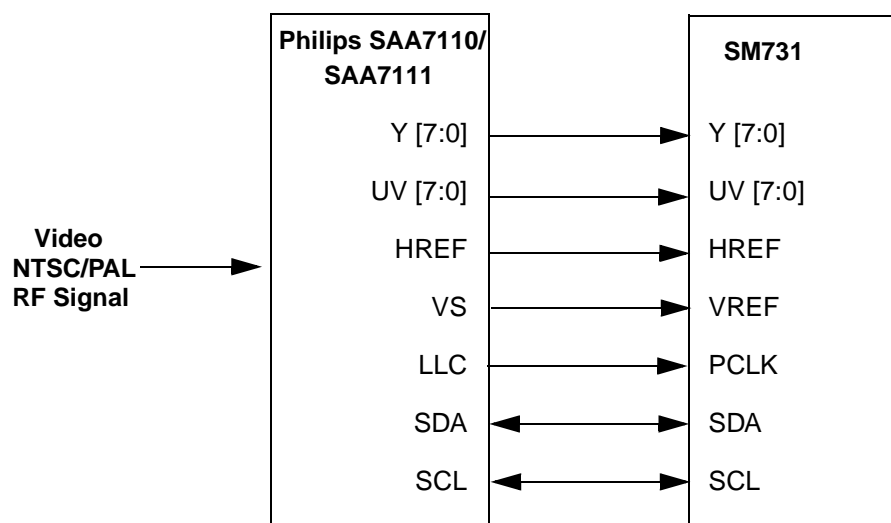 Philips SAA7110/
SAA7111
SM731
Y [7:0]
Y [7:0]
UV [7:0]
UV [7:0]
Video
NTSC/PAL
RF Signal
HREF
HREF
VS
VREF
LLC
PCLK
SDA
SDA
SCL
SCL